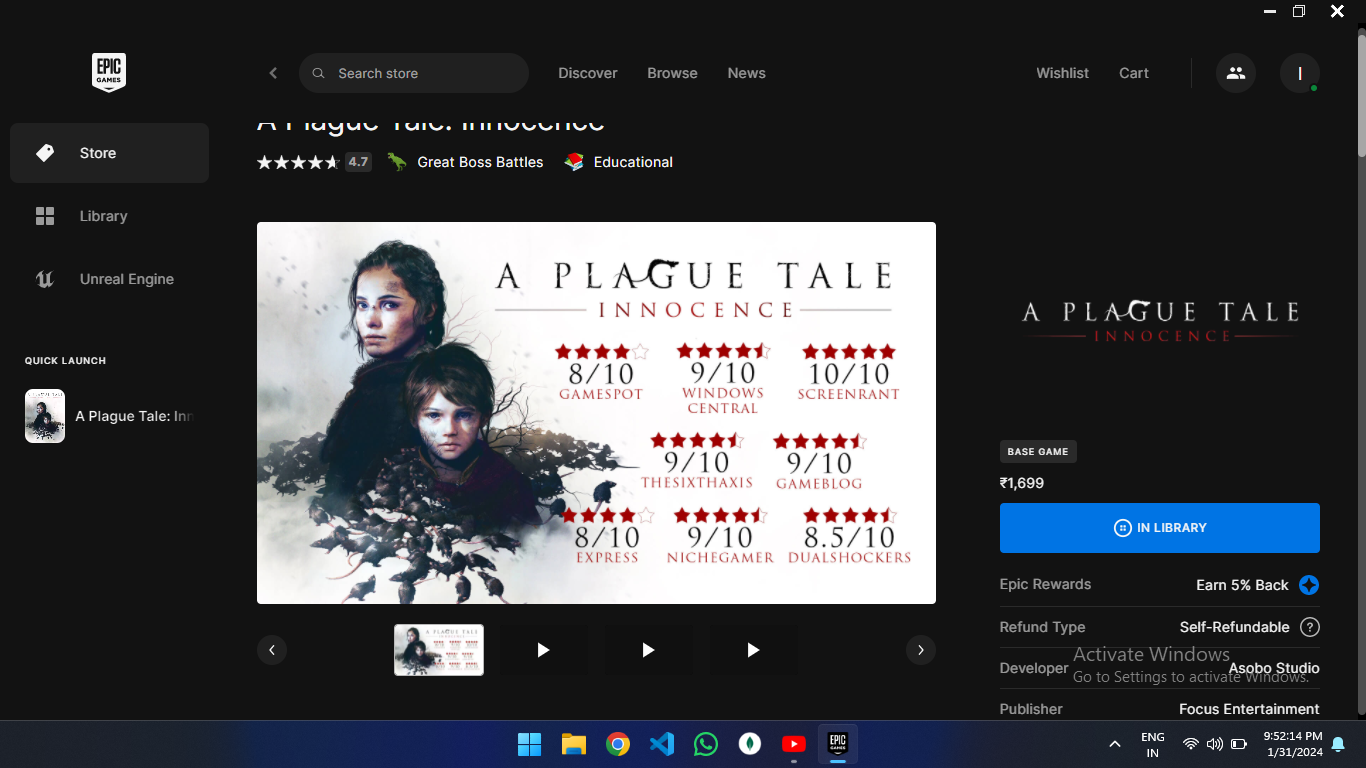 EPIC
GAMES
Search store
Discover
Browse
News
Wishlist
Cart
I
Store
Library
Unreal Engine
QUICK LAUNCH
A Plague Tale: Inn
A Plague Tale: Innocence
4.7
Great Boss Battles
Educational
A PLAGUE TALE
INNOCENCE
8/10
GAMESPOT
9/10
WINDOWS
CENTRAL
10/10
SCREENRANT
9/10
THESIXTHAXIS
9/10
GAMEBLOG
8/10
EXPRESS
9/10
NICHEGAMER
8.5/10
DUALSHOCKERS
A PLAGUE TALE
INNOCENCE
BASE GAME
₹1,699
IN LIBRARY
Epic Rewards
Earn 5% Back
Refund Type
Self-Refundable
?
Developer
Asobo Studio
Publisher
Focus Entertainment
Activate Windows
Go to Settings to activate Windows.
EPIC
GAMES
ENG
IN
9:52:14 PM
1/31/2024